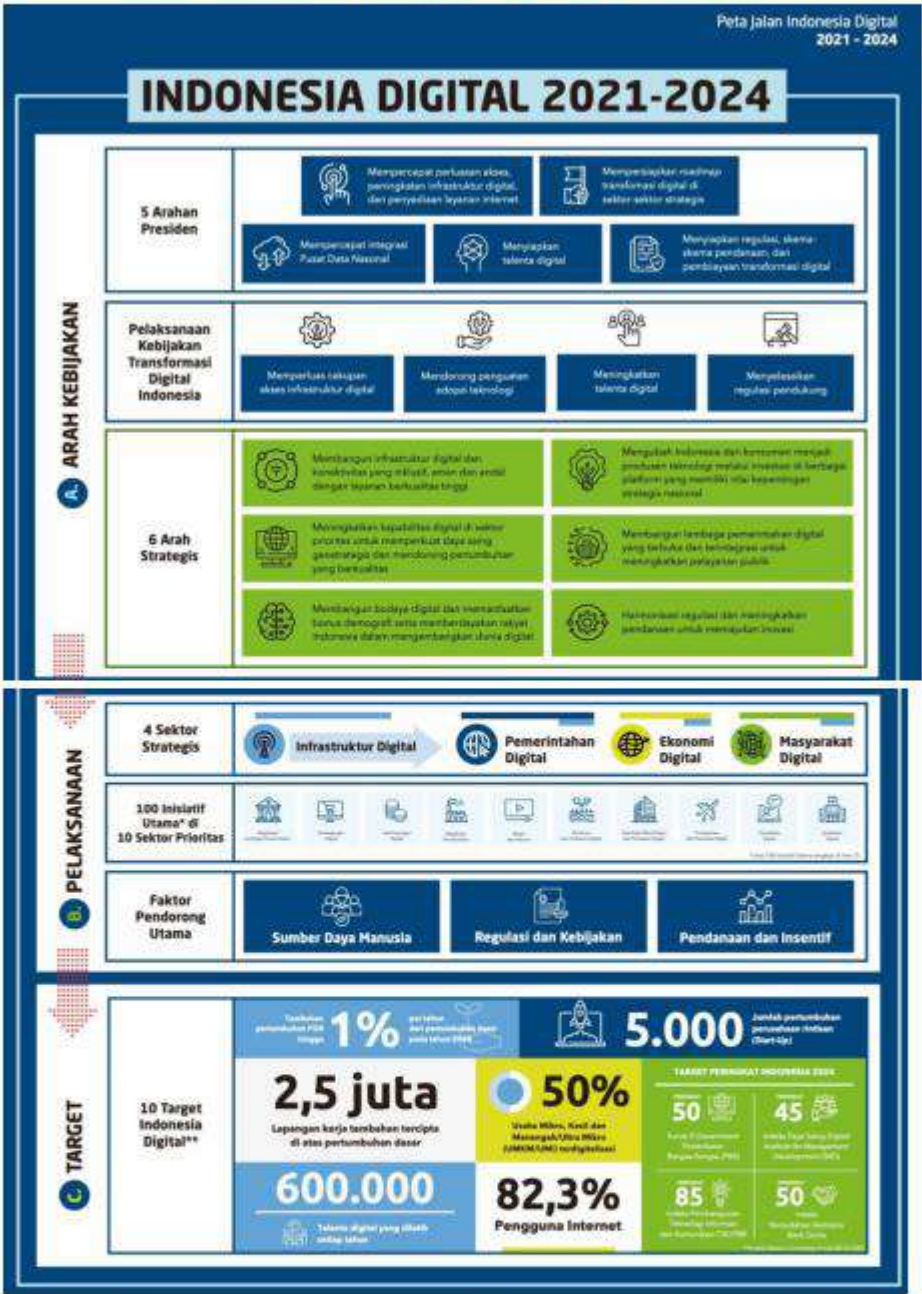 Peta Jalan Indonesia Digital
2021 - 2024
INDONESIA DIGITAL 2021-2024
A. ARAH KEBIJAKAN
5 Arahan
Presiden
Mempercepat perluasan akses,
peningkatan infrastruktur digital,
dan penyediaan layanan internet
Mempersiapkan roadmap
transformasi digital di
sektor-sektor strategis
Mempercepat integrasi
Pusat Data Nasional
Menyiapkan
talenta digital
Menyiapkan regulasi, skema-
skema pendanaan, dan
pembiayaan transformasi digital
Pelaksanaan
Kebijakan
Transformasi
Digital
Indonesia
Memperluas cakupan
akses infrastruktur digital
Mendorong penguatan
adopsi teknologi
Meningkatkan
talenta digital
Menyelesaikan
regulasi pendukung
6 Arah
Strategis
Membangun infrastruktur digital dan
konektivitas yang inklusif, aman dan andal
dengan layanan berkualitas tinggi
Mengubah Indonesia dari konsumen menjadi
produsen teknologi melalui investasi di berbagai
platform yang memiliki nilai kepentingan
strategis nasional
Meningkatkan kapabilitas digital di sektor
prioritas untuk memperkuat daya saing
geostrategis dan mendorong pertumbuhan
yang berkualitas
Membangun lembaga pemerintahan digital
yang terbuka dan terintegrasi untuk
meningkatkan pelayanan publik
Membangun budaya digital dan memanfaatkan
bonus demografi serta memberdayakan rakyat
Indonesia dalam mengembangkan dunia digital
Harmonisasi regulasi dan meningkatkan
pendanaan untuk memajukan inovasi
B. PELAKSANAAN
4 Sektor
Strategis
Infrastruktur Digital
Pemerintahan
Digital
Ekonomi
Digital
Masyarakat
Digital
100 Inisiatif
Utama* di
10 Sektor Prioritas
Faktor
Pendorong
Utama
Sumber Daya Manusia
Regulasi dan Kebijakan
Pendanaan dan Insentif
C. TARGET
10 Target
Indonesia
Digital**
Tambahan
pertumbuhan PDB
hingga
1%
per tahun
dari pertumbuhan dasar
5.000
Jumlah pertumbuhan
perusahaan rintisan
(Start-Up)
2,5 juta
Lapangan kerja tambahan tercipta
di atas pertumbuhan dasar
50%
Usaha Mikro, Kecil dan
Menengah/Ultra Mikro
(UMKM/UMi) terdigitalisasi
600.000
Talenta digital yang dilatih
setiap tahun
82,3%
Pengguna Internet
TARGET PERINGKAT INDONESIA 2024
50
45
85
50